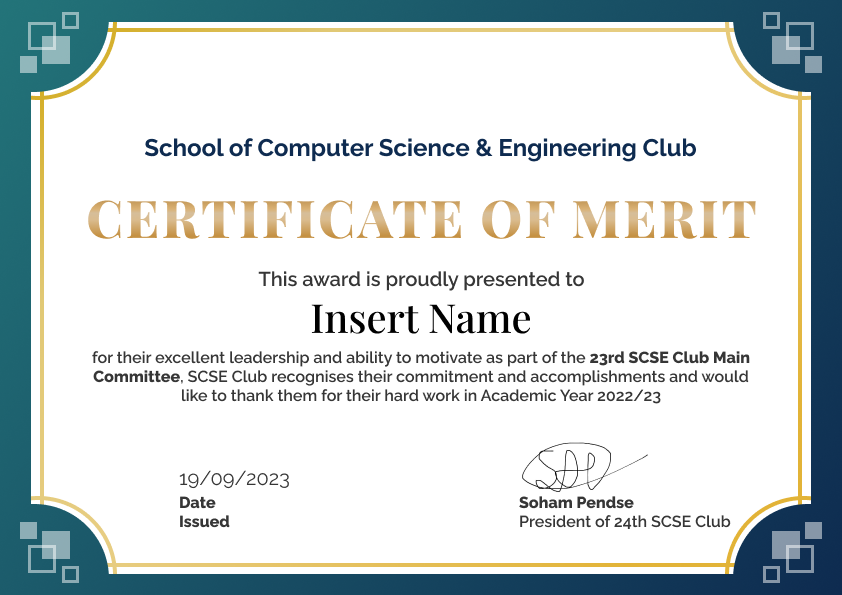 School of Computer Science & Engineering Club
CERTIFICATE OF MERIT
This award is proudly presented to
Insert Name
for their excellent leadership and ability to motivate as part of the 23rd SCSE Club Main
Committee, SCSE Club recognises their commitment and accomplishments and would
like to thank them for their hard work in Academic Year 2022/23
19/09/2023
Date
Issued
Soham Pendse
President of 24th SCSE Club